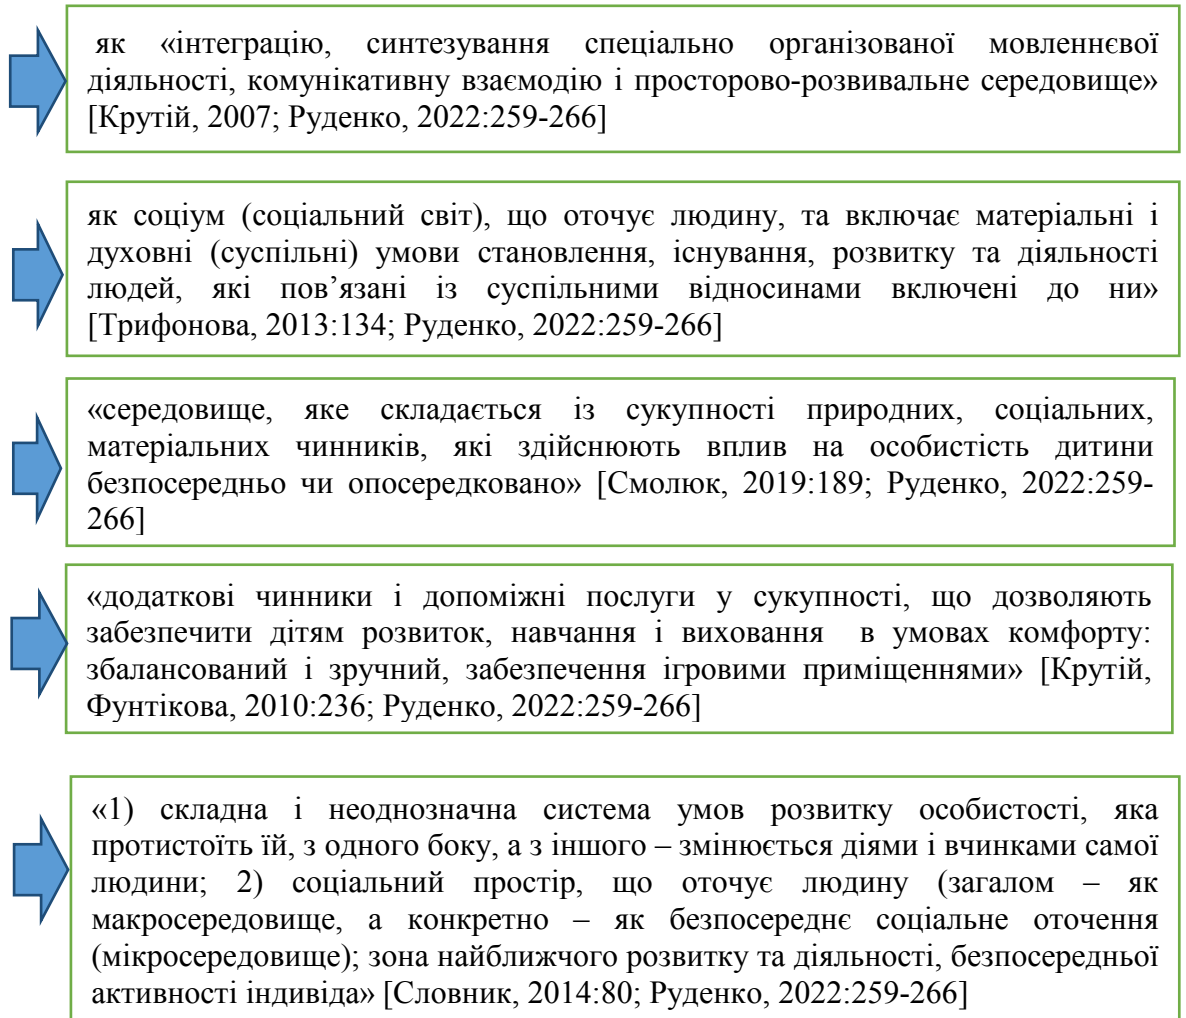 як «інтеграцію, синтезування спеціально організованої мовленнєвої
діяльності, комунікативну взаємодію і просторово-розвивальне середовище»
[Крутій, 2007; Руденко, 2022:259-266]
як соціум (соціальний світ), що оточує людину, та включає матеріальні і
духовні (суспільні) умови становлення, існування, розвитку та діяльності
людей, які пов’язані із суспільними відносинами включені до ни»
[Трифонова, 2013:134; Руденко, 2022:259-266]
«середовище, яке складається із сукупності природних, соціальних,
матеріальних чинників, які здійснюють вплив на особистість дитини
безпосередньо чи опосередковано» [Смолюк, 2019:189; Руденко, 2022:259-
266]
«додаткові чинники і допоміжні послуги у сукупності, що дозволяють
забезпечити дітям розвиток, навчання і виховання в умовах комфорту:
збалансований і зручний, забезпечення ігровими приміщеннями» [Крутій,
Фунтікова, 2010:236; Руденко, 2022:259-266]
«1) складна і неоднозначна система умов розвитку особистості, яка
протистоїть їй, з одного боку, а з іншого – змінюється діями і вчинками самої
людини; 2) соціальний простір, що оточує людину (загалом – як
макросередовище, а конкретно – як безпосереднє соціальне оточення
(мікросередовище); зона найближчого розвитку та діяльності, безпосередньої
активності індивіда» [Словник, 2014:80; Руденко, 2022:259-266]